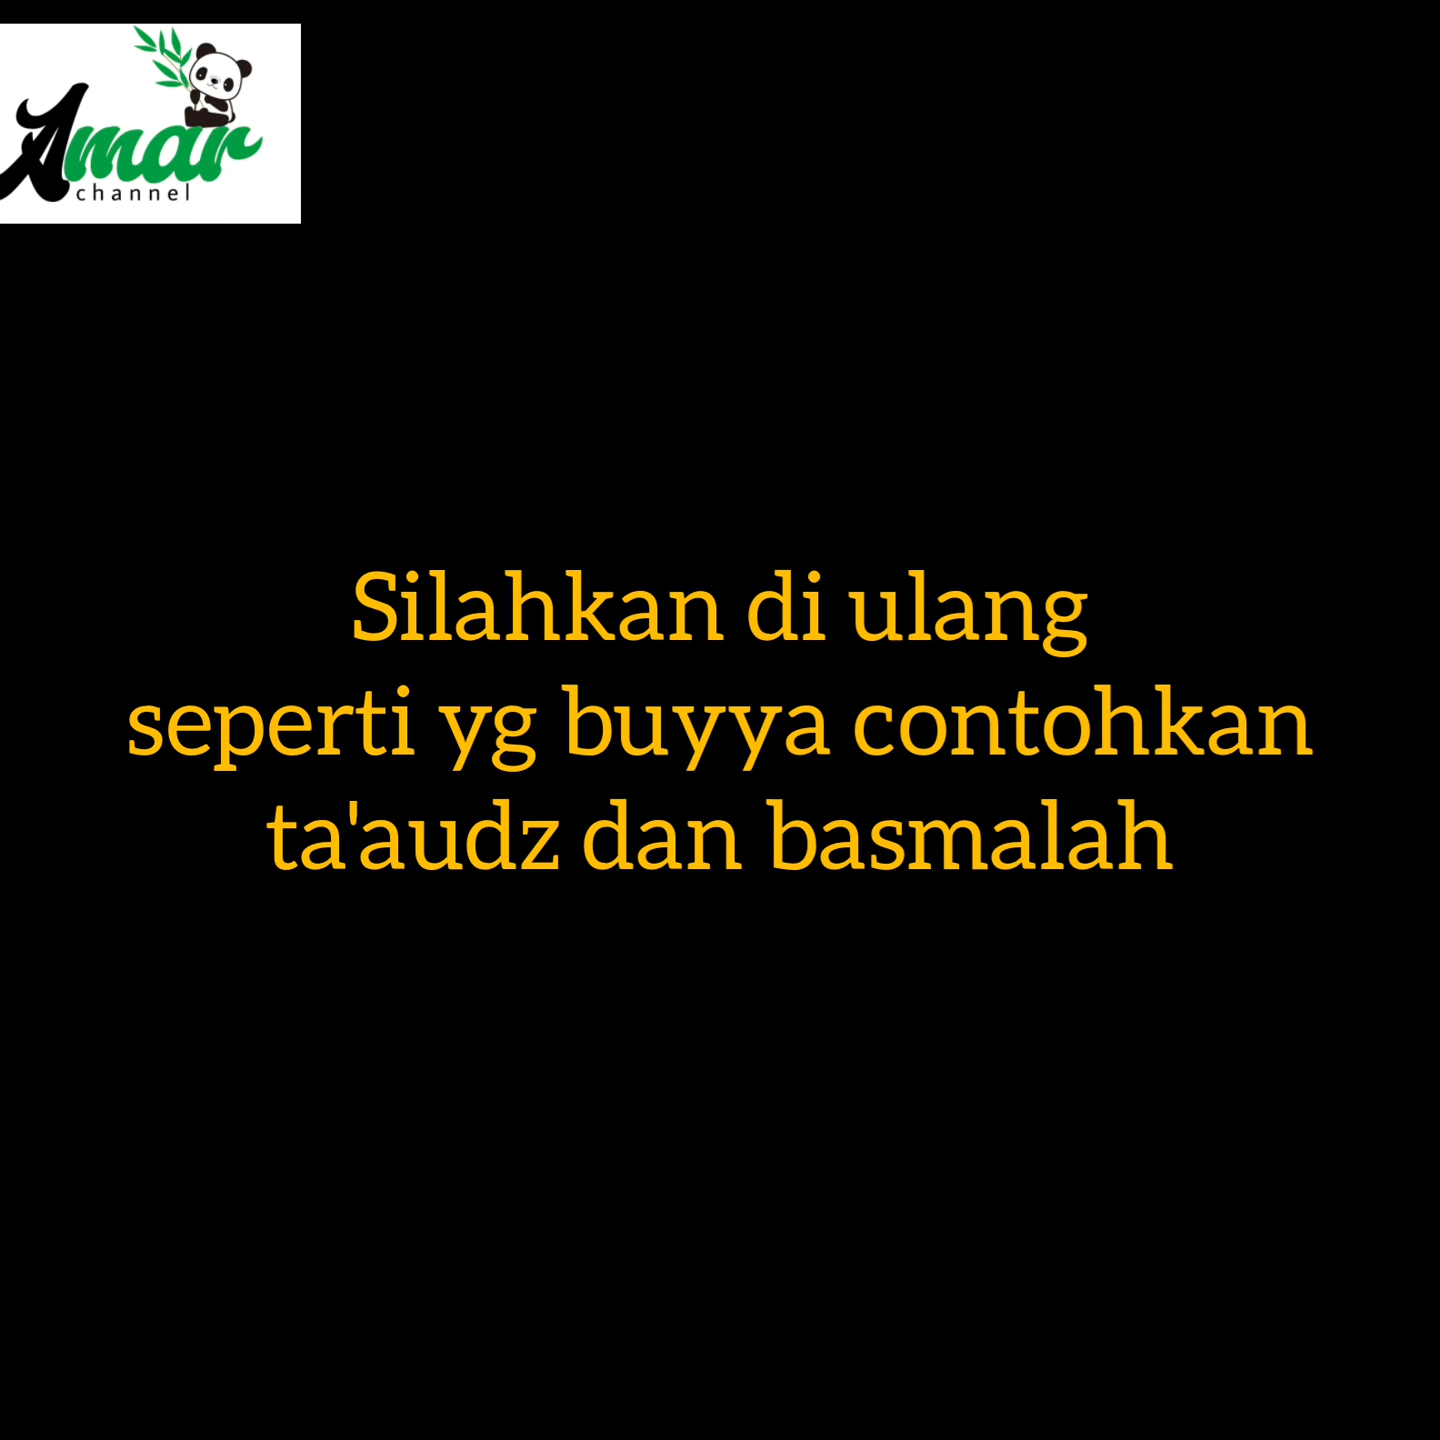 Amar
channel
Silahkan di ulang
seperti yg buyya contohkan
ta'audz dan basmalah